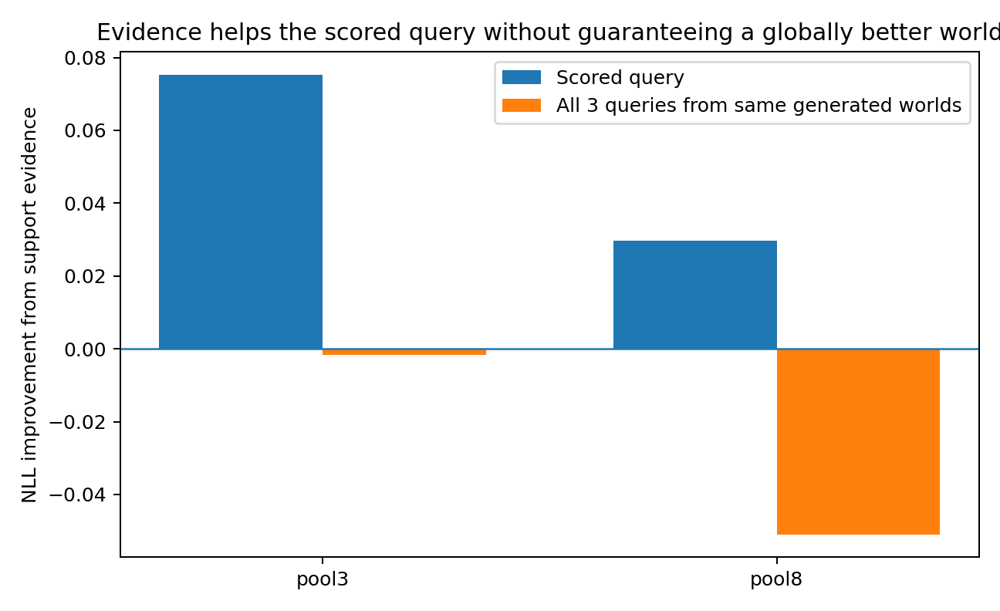 Evidence helps the scored query without guaranteeing a globally better world
NLL improvement from support evidence
0.08
0.06
0.04
0.02
0.00
−0.02
−0.04
Scored query
All 3 queries from same generated worlds
pool3
pool8